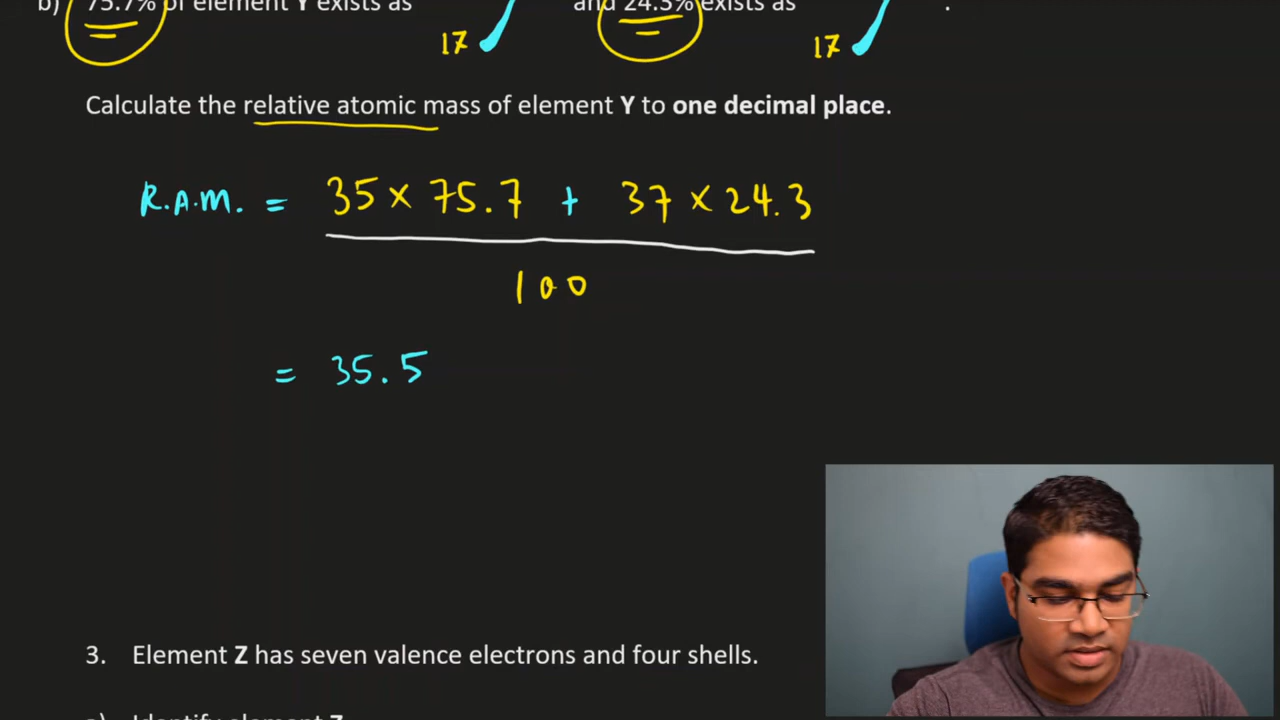 b) 75.7% of element Y exists as and 24.3% exists as .
17 17
Calculate the relative atomic mass of element Y to one decimal place.
R.A.M. = 35 × 75.7 + 37 × 24.3
100
= 35.5
3. Element Z has seven valence electrons and four shells.
a) Identify element Z